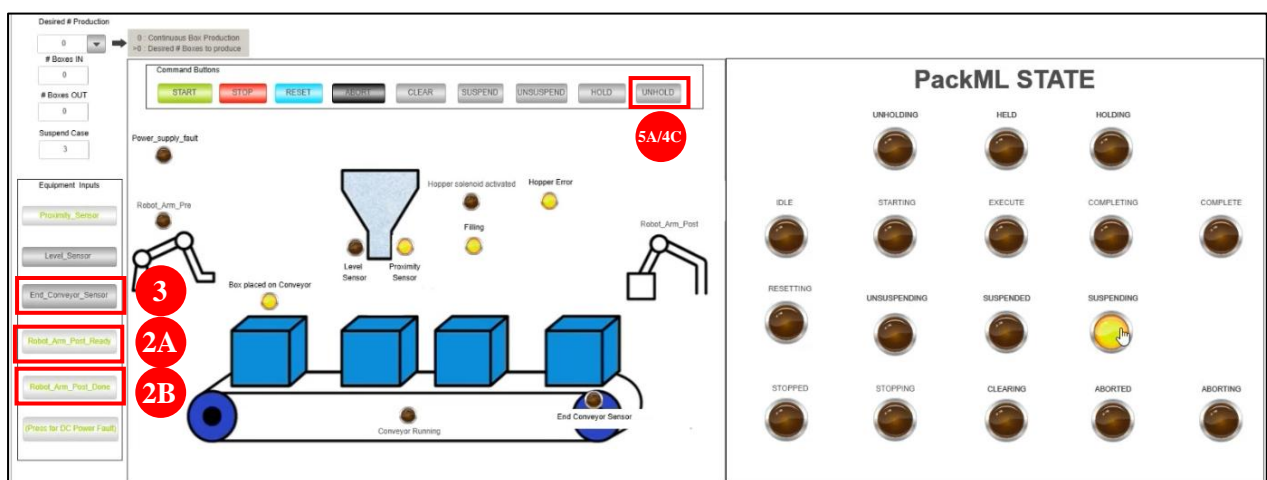 Desired # Production
0
0 : Continuous Box Production
>0 : Desired # Boxes to produce
# Boxes IN
0
# Boxes OUT
0
Suspend Case
3
Equipment Inputs
Proximity_Sensor
Level_Sensor
End_Conveyor_Sensor
Robot_Arm_Post_Ready
Robot_Arm_Post_Done
(Press for DC Power Fault)
3
2A
2B
Command Buttons
START
STOP
RESET
ABORT
CLEAR
SUSPEND
UNSUSPEND
HOLD
UNHOLD
5A/4C
Power_supply_fault
Robot_Arm_Pre
Hopper solenoid activated
Hopper Error
Filling
Robot_Arm_Post
Level
Sensor
Proximity
Sensor
Box placed on Conveyor
End Conveyor Sensor
Conveyor Running
PackML STATE
UNHOLDING
HELD
HOLDING
IDLE
STARTING
EXECUTE
COMPLETING
COMPLETE
RESETTING
UNSUSPENDING
SUSPENDED
SUSPENDING
STOPPED
STOPPING
CLEARING
ABORTED
ABORTING